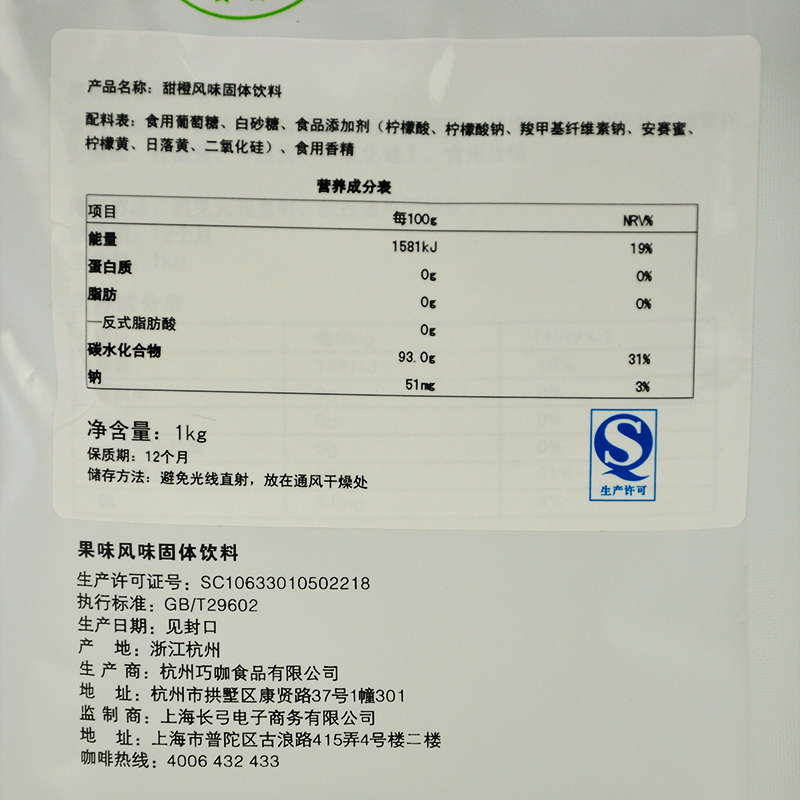 产品名称：甜橙风味固体饮料
配料表：食用葡萄糖、白砂糖、食品添加剂（柠檬酸、柠檬酸钠、羧甲基纤维素钠、安赛蜜、
柠檬黄、日落黄、二氧化硅）、食用香精
营养成分表
项目 每100g NRV%
能量 1581kJ 19%
蛋白质 0g 0%
脂肪 0g 0%
—反式脂肪酸 0g
碳水化合物 93.0g 31%
钠 51mg 3%
净含量：1kg
保质期：12个月
储存方法：避免光线直射，放在通风干燥处
生产许可
果味风味固体饮料
生产许可证号：SC10633010502218
执行标准：GB/T29602
生产日期：见封口
产 地：浙江杭州
生 产 商：杭州巧咖食品有限公司
地 址：杭州市拱墅区康贤路37号1幢301
监 制 商：上海长弓电子商务有限公司
地 址：上海市普陀区古浪路415弄4号楼二楼
咖啡热线：4006 432 433